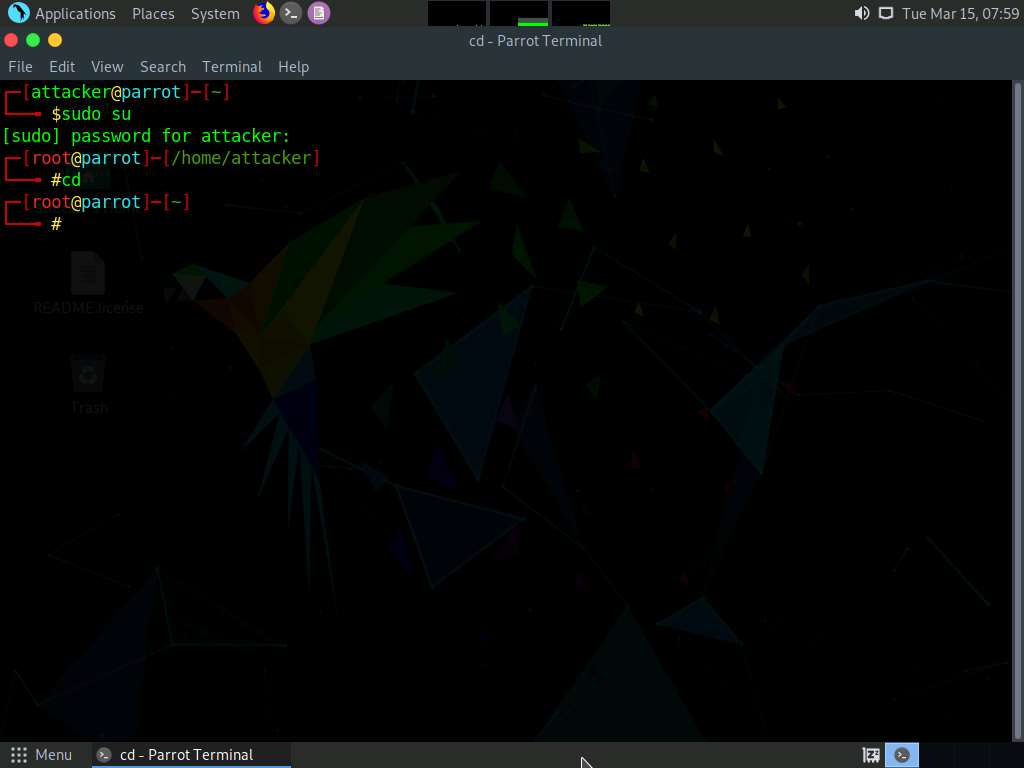 Applications Places System Tue Mar 15, 07:59
cd - Parrot Terminal
File Edit View Search Terminal Help
┌─[attacker@parrot]─[~]
└──╼ $sudo su
[sudo] password for attacker:
┌─[root@parrot]─[/home/attacker]
└──╼ #cd
┌─[root@parrot]─[~]
└──╼ #
README.license
Trash
Menu cd - Parrot Terminal